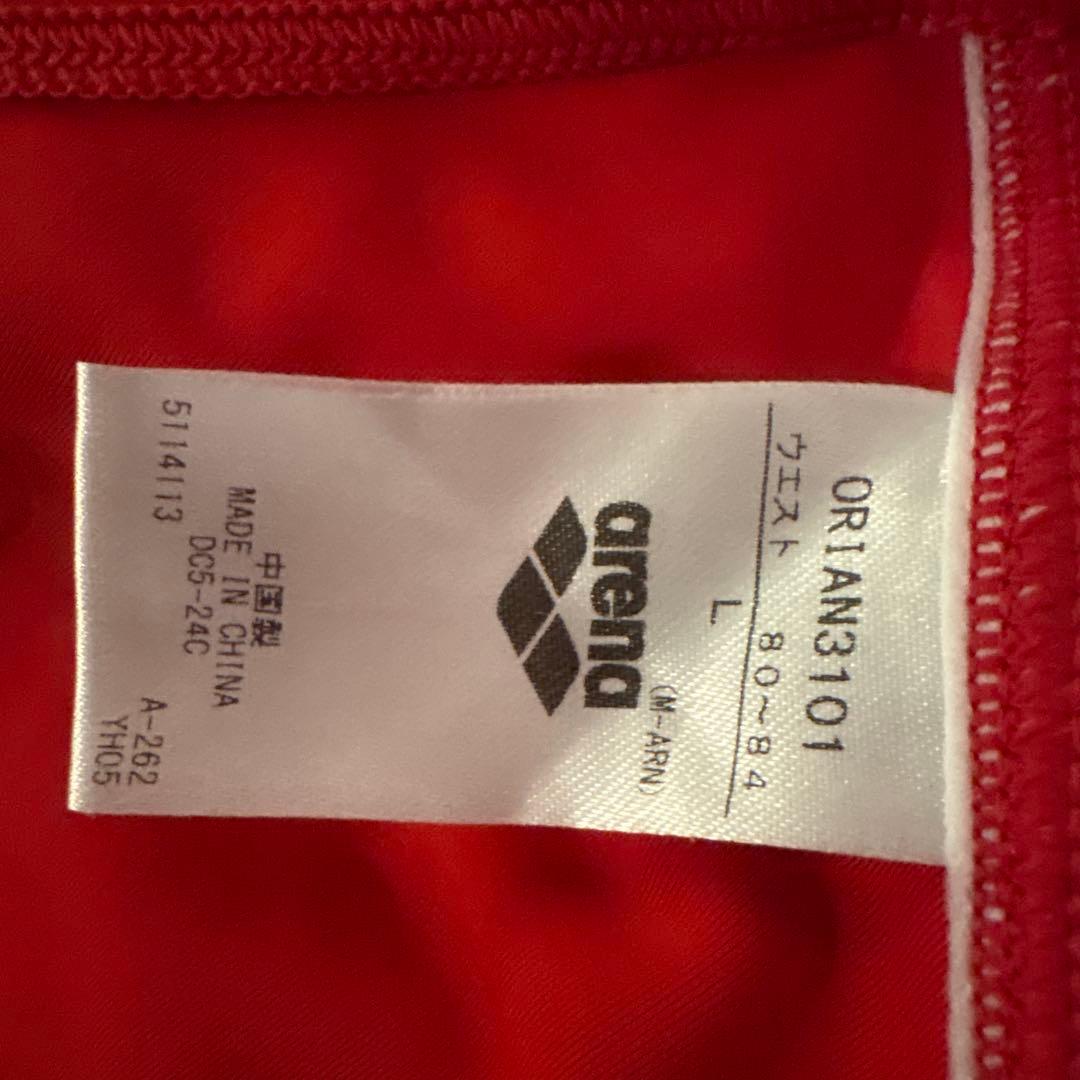 ORIAN3101
ウエスト 80~84
L
(M-ARN)
arena
中国製
MADE IN CHINA
DC5-24C
5114113
A-262
YH05